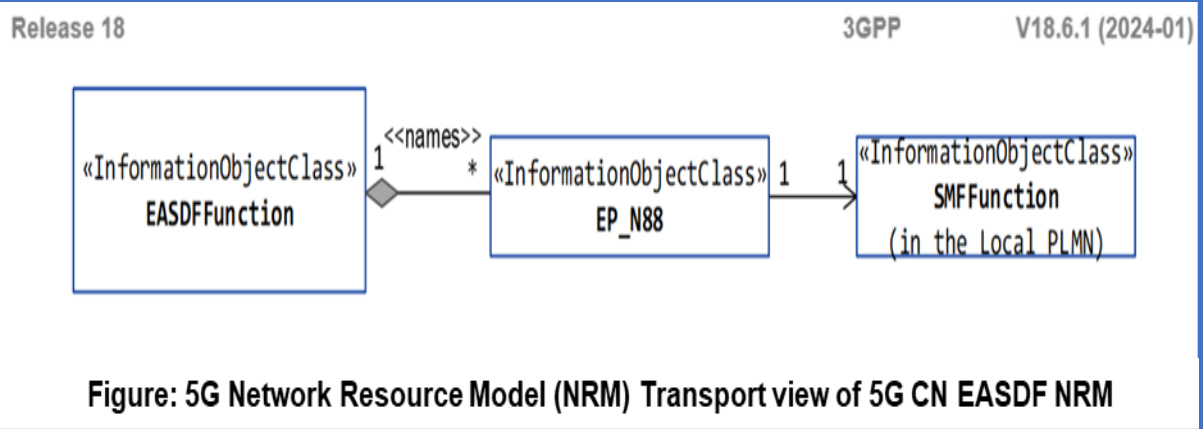 Release 18 3GPP V18.6.1 (2024-01)
<<names>>
«InformationObjectClass»
EASDFFunction
1
*
«InformationObjectClass»
EP_N88
1
1
«InformationObjectClass»
SMFFunction
(in the Local PLMN)
Figure: 5G Network Resource Model (NRM) Transport view of 5G CN EASDF NRM